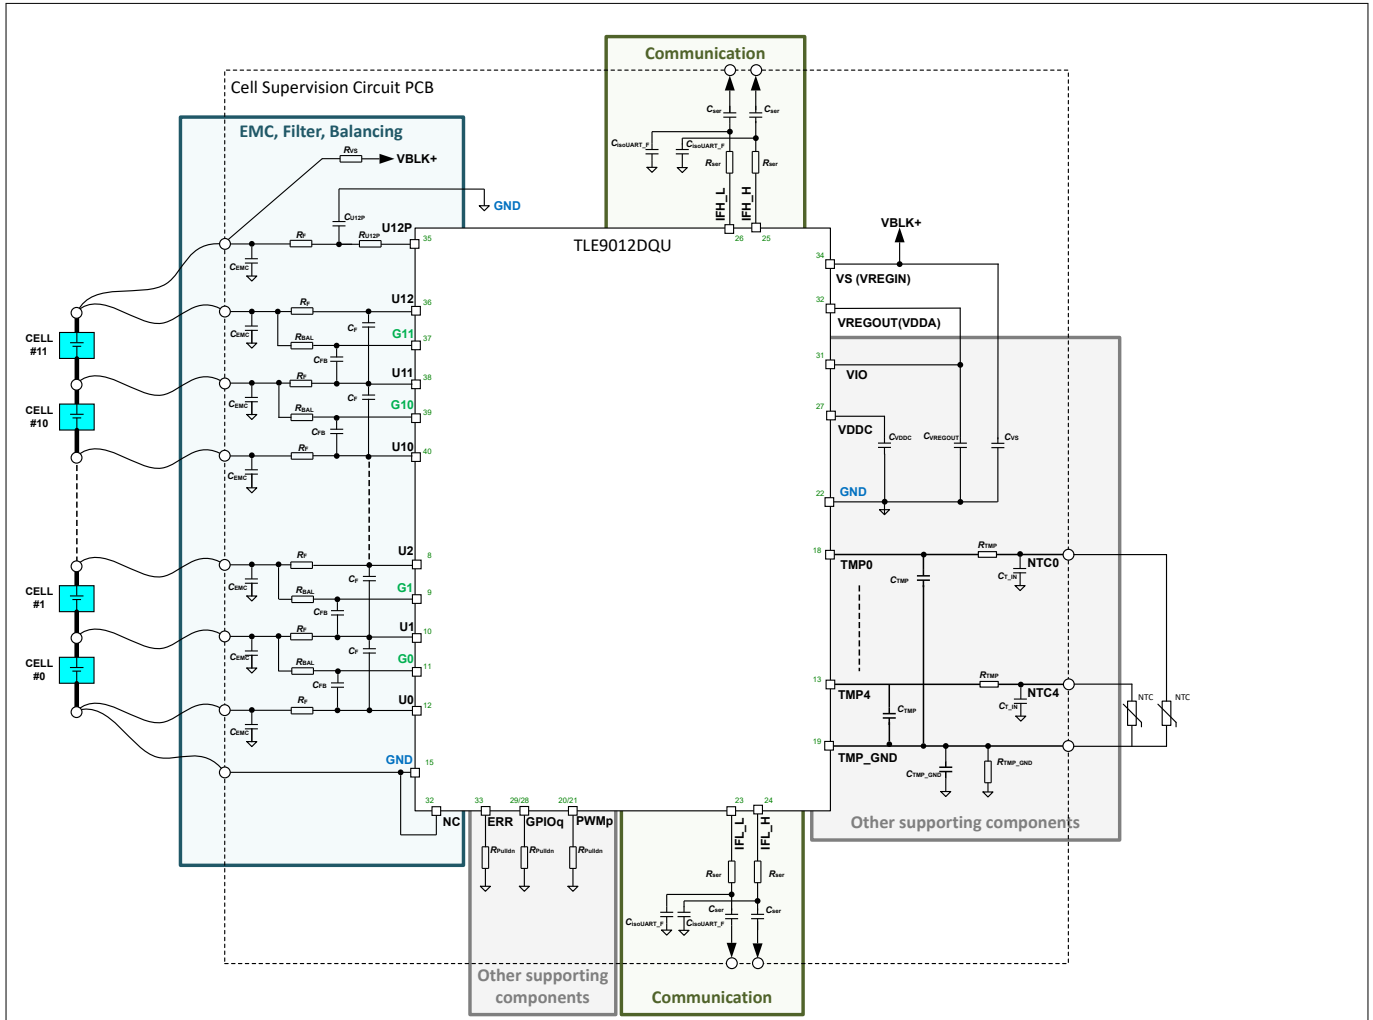 Communication
Cell Supervision Circuit PCB
EMC, Filter, Balancing
RVS
VBLK+
CU12P
GND
U12P
35
RF
RU12P
CEMC
Cser
Cser
CisoUART_F
CisoUART_F
Rser
Rser
IFH_L
IFH_H
26
25
TLE9012DQU
VBLK+
34
VS (VREGIN)
32
VREGOUT(VDDA)
31
VIO
27
VDDC
CVDDC
CVREGOUT
CVS
22
GND
RF
U12
36
CEMC
CF
RBAL
G11
37
CFB
CELL
#11
RF
U11
38
CEMC
CF
RBAL
G10
39
CFB
CELL
#10
RF
U10
40
CEMC
RF
U2
8
CEMC
CF
RBAL
G1
9
CFB
CELL
#1
RF
U1
10
CEMC
CF
RBAL
G0
11
CFB
CELL
#0
RF
U0
12
CEMC
GND
15
18
TMP0
RTMP
NTC0
CTMP
CT_IN
13
TMP4
RTMP
NTC4
CTMP
CT_IN
NTC
NTC
19
TMP_GND
CTMP_GND
RTMP_GND
Other supporting components
32
NC
33
ERR
29/28
GPIOq
20/21
PWMp
RPulldn
RPulldn
RPulldn
23
24
IFL_L
IFL_H
Rser
Rser
Cser
Cser
CisoUART_F
CisoUART_F
Other supporting
components
Communication